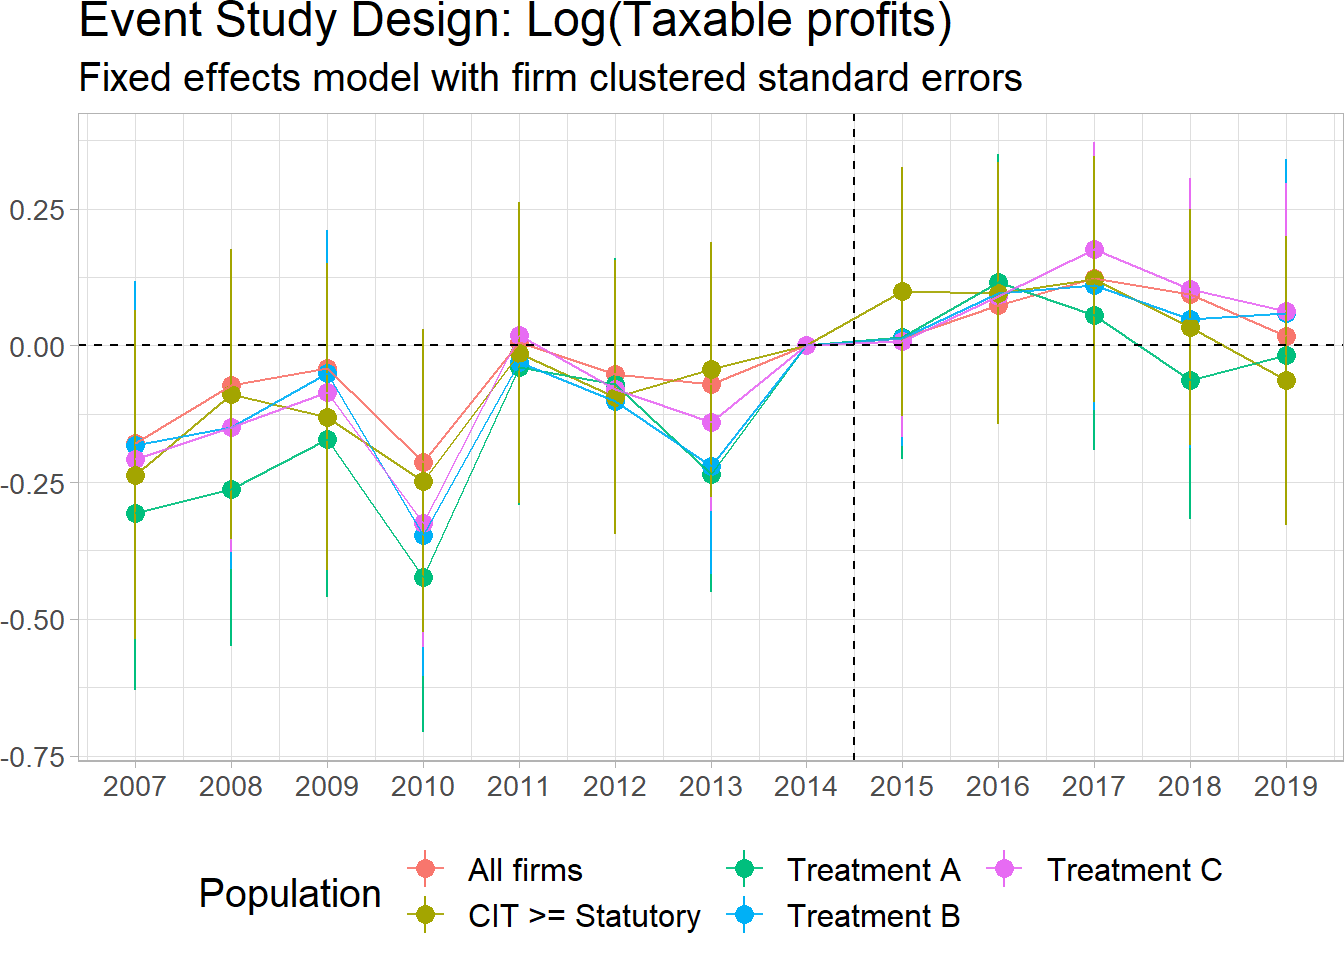 Event Study Design: Log(Taxable profits)
Fixed effects model with firm clustered standard errors
0.25
0.00
-0.25
-0.50
-0.75
2007 2008 2009 2010 2011 2012 2013 2014 2015 2016 2017 2018 2019
Population
All firms
CIT >= Statutory
Treatment A
Treatment B
Treatment C